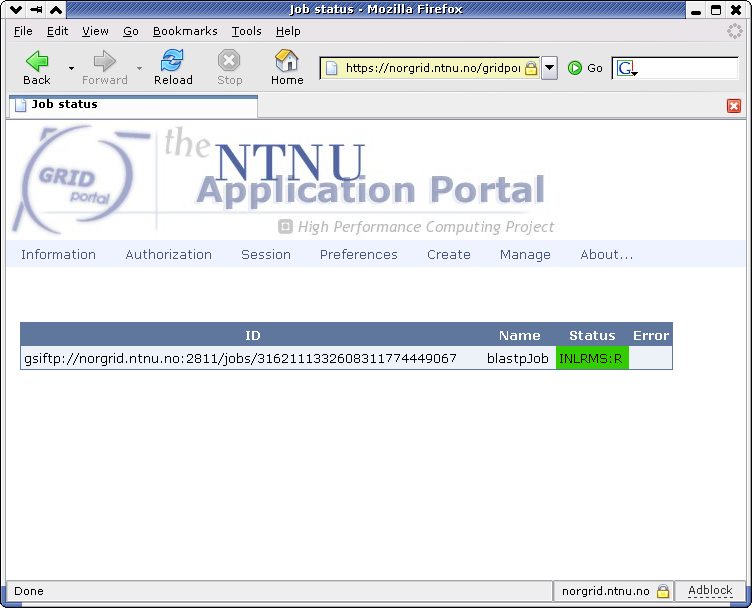 Job status - Mozilla Firefox
File Edit View Go Bookmarks Tools Help
Back Forward Reload Stop Home https://norgrid.ntnu.no/gridpor Go G
Job status
GRID portal
the NTNU
Application Portal
High Performance Computing Project
Information Authorization Session Preferences Create Manage About...
ID Name Status Error
gsiftp://norgrid.ntnu.no:2811/jobs/3162111332608311774449067 blastpJob INLRMS:R
Done norgrid.ntnu.no Adblock